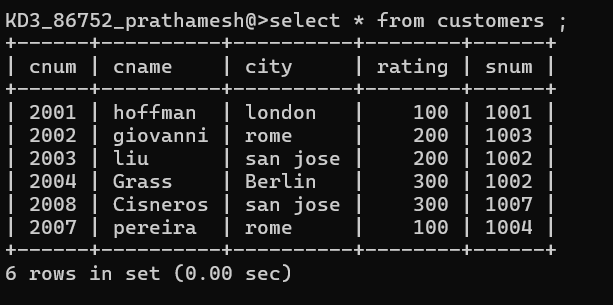 KD3_86752_prathamesh@>select * from customers ;
+------+----------+----------+--------+------+
| cnum | cname    | city     | rating | snum |
+------+----------+----------+--------+------+
| 2001 | hoffman  | london   |    100 | 1001 |
| 2002 | giovanni | rome     |    200 | 1003 |
| 2003 | liu      | san jose |    200 | 1002 |
| 2004 | Grass    | Berlin   |    300 | 1002 |
| 2008 | Cisneros | san jose |    300 | 1007 |
| 2007 | pereira  | rome     |    100 | 1004 |
+------+----------+----------+--------+------+
6 rows in set (0.00 sec)